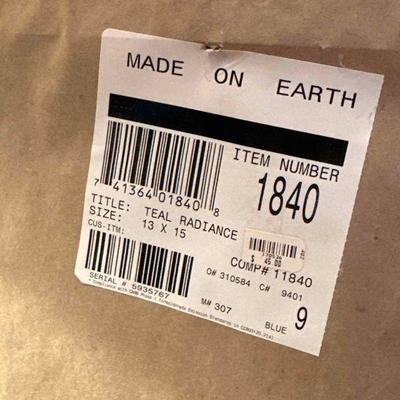 MADE ON EARTH
ITEM NUMBER
1840
7 41364 01840 8
TITLE: TEAL RADIANCE
SIZE: 13 X 15
CUS-ITM:
$ 45.00
COMP# 11840
O# 310584 C# 9401
SERIAL # 5935767
M# 307
BLUE 9